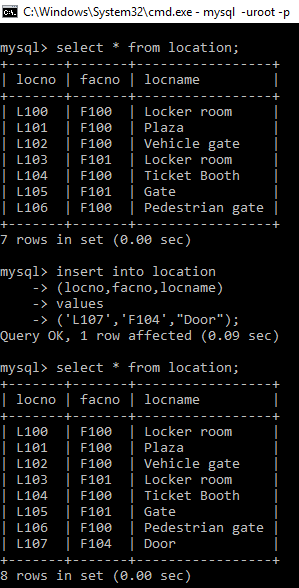 C:\Windows\System32\cmd.exe - mysql -uroot -p
mysql> select * from location;
+-------+-------+-----------------+
| locno | facno | locname         |
+-------+-------+-----------------+
| L100  | F100  | Locker room     |
| L101  | F100  | Plaza           |
| L102  | F100  | Vehicle gate    |
| L103  | F101  | Locker room     |
| L104  | F100  | Ticket Booth    |
| L105  | F101  | Gate            |
| L106  | F100  | Pedestrian gate |
+-------+-------+-----------------+
7 rows in set (0.00 sec)
mysql> insert into location
    -> (locno,facno,locname)
    -> values
    -> ('L107','F104',"Door");
Query OK, 1 row affected (0.09 sec)
mysql> select * from location;
+-------+-------+-----------------+
| locno | facno | locname         |
+-------+-------+-----------------+
| L100  | F100  | Locker room     |
| L101  | F100  | Plaza           |
| L102  | F100  | Vehicle gate    |
| L103  | F101  | Locker room     |
| L104  | F100  | Ticket Booth    |
| L105  | F101  | Gate            |
| L106  | F100  | Pedestrian gate |
| L107  | F104  | Door            |
+-------+-------+-----------------+
8 rows in set (0.00 sec)